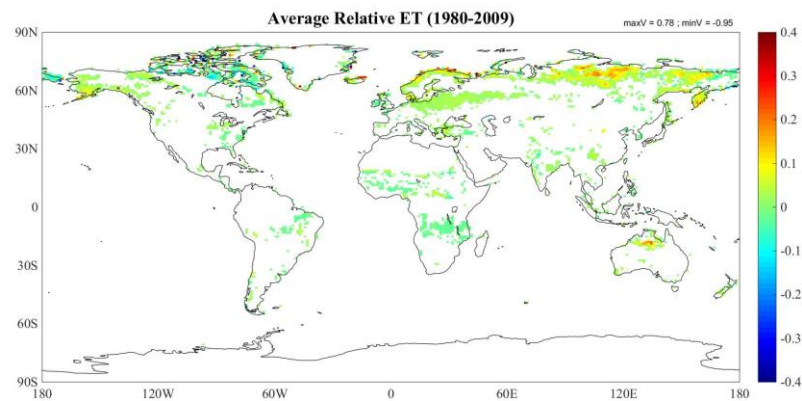 Average Relative ET (1980-2009)
maxV = 0.78 ; minV = -0.95
90N
60N
30N
0
30S
60S
90S
180
120W
60W
0
60E
120E
180
0.4
0.3
0.2
0.1
0
-0.1
-0.2
-0.3
-0.4